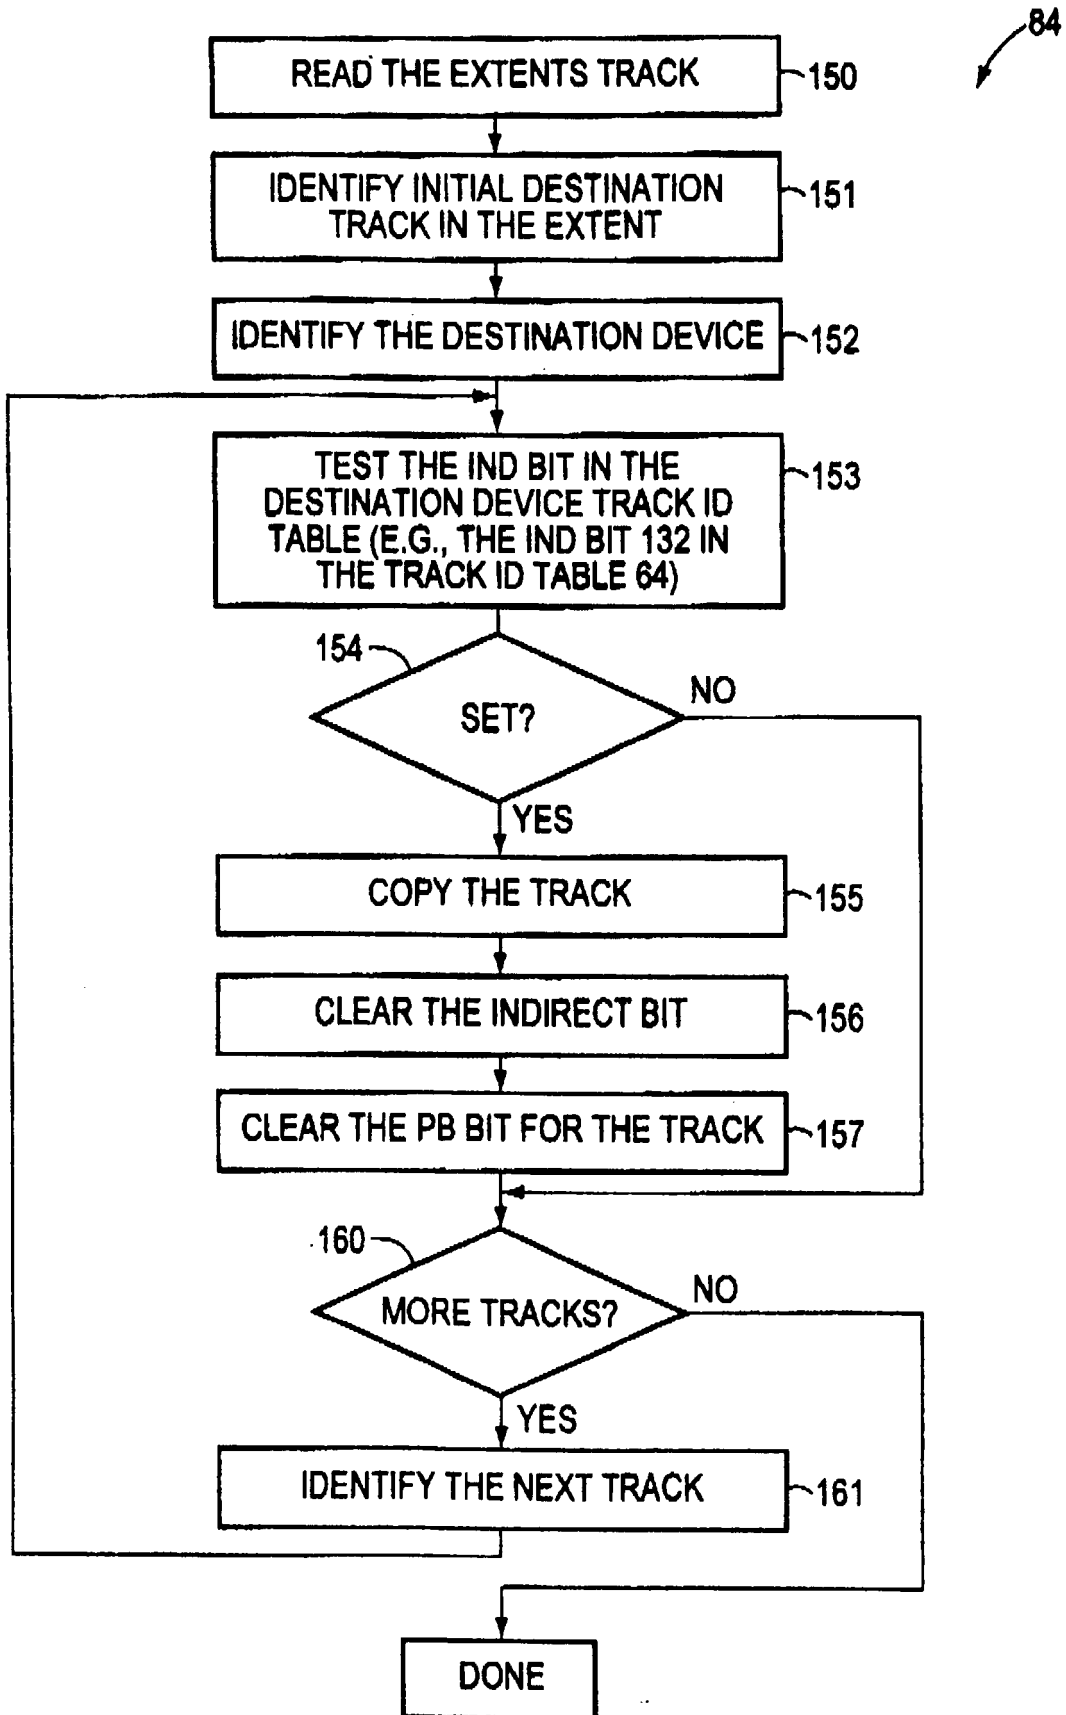 84
READ THE EXTENTS TRACK
150
IDENTIFY INITIAL DESTINATION
TRACK IN THE EXTENT
151
IDENTIFY THE DESTINATION DEVICE
152
TEST THE IND BIT IN THE
DESTINATION DEVICE TRACK ID
TABLE (E.G., THE IND BIT 132 IN
THE TRACK ID TABLE 64)
153
154
SET?
NO
YES
COPY THE TRACK
155
CLEAR THE INDIRECT BIT
156
CLEAR THE PB BIT FOR THE TRACK
157
160
MORE TRACKS?
NO
YES
IDENTIFY THE NEXT TRACK
161
DONE